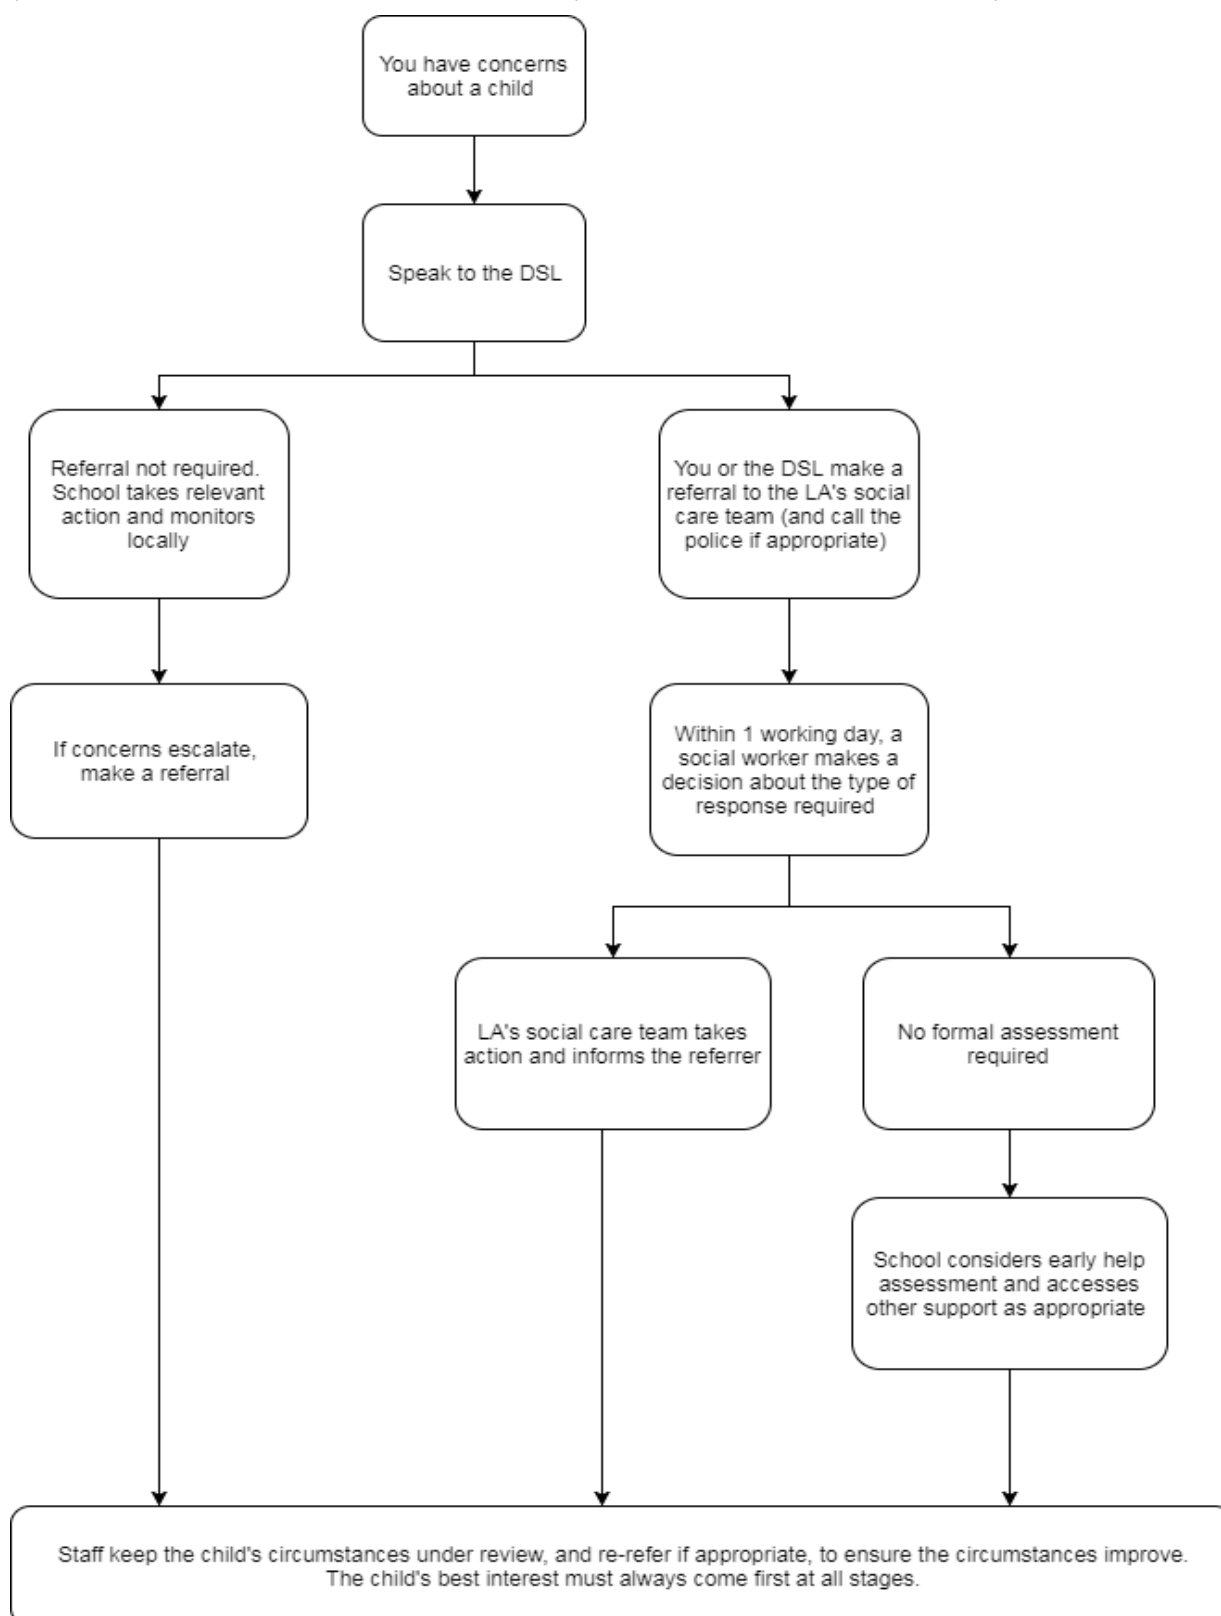 You have concerns
about a child
Speak to the DSL
Referral not required.
School takes relevant
action and monitors
locally
You or the DSL make a
referral to the LA's social
care team (and call the
police if appropriate)
If concerns escalate,
make a referral
Within 1 working day, a
social worker makes a
decision about the type of
response required
LA's social care team takes
action and informs the referrer
No formal assessment
required
School considers early help
assessment and accesses
other support as appropriate
Staff keep the child's circumstances under review, and re-refer if appropriate, to ensure the circumstances improve.
The child's best interest must always come first at all stages.